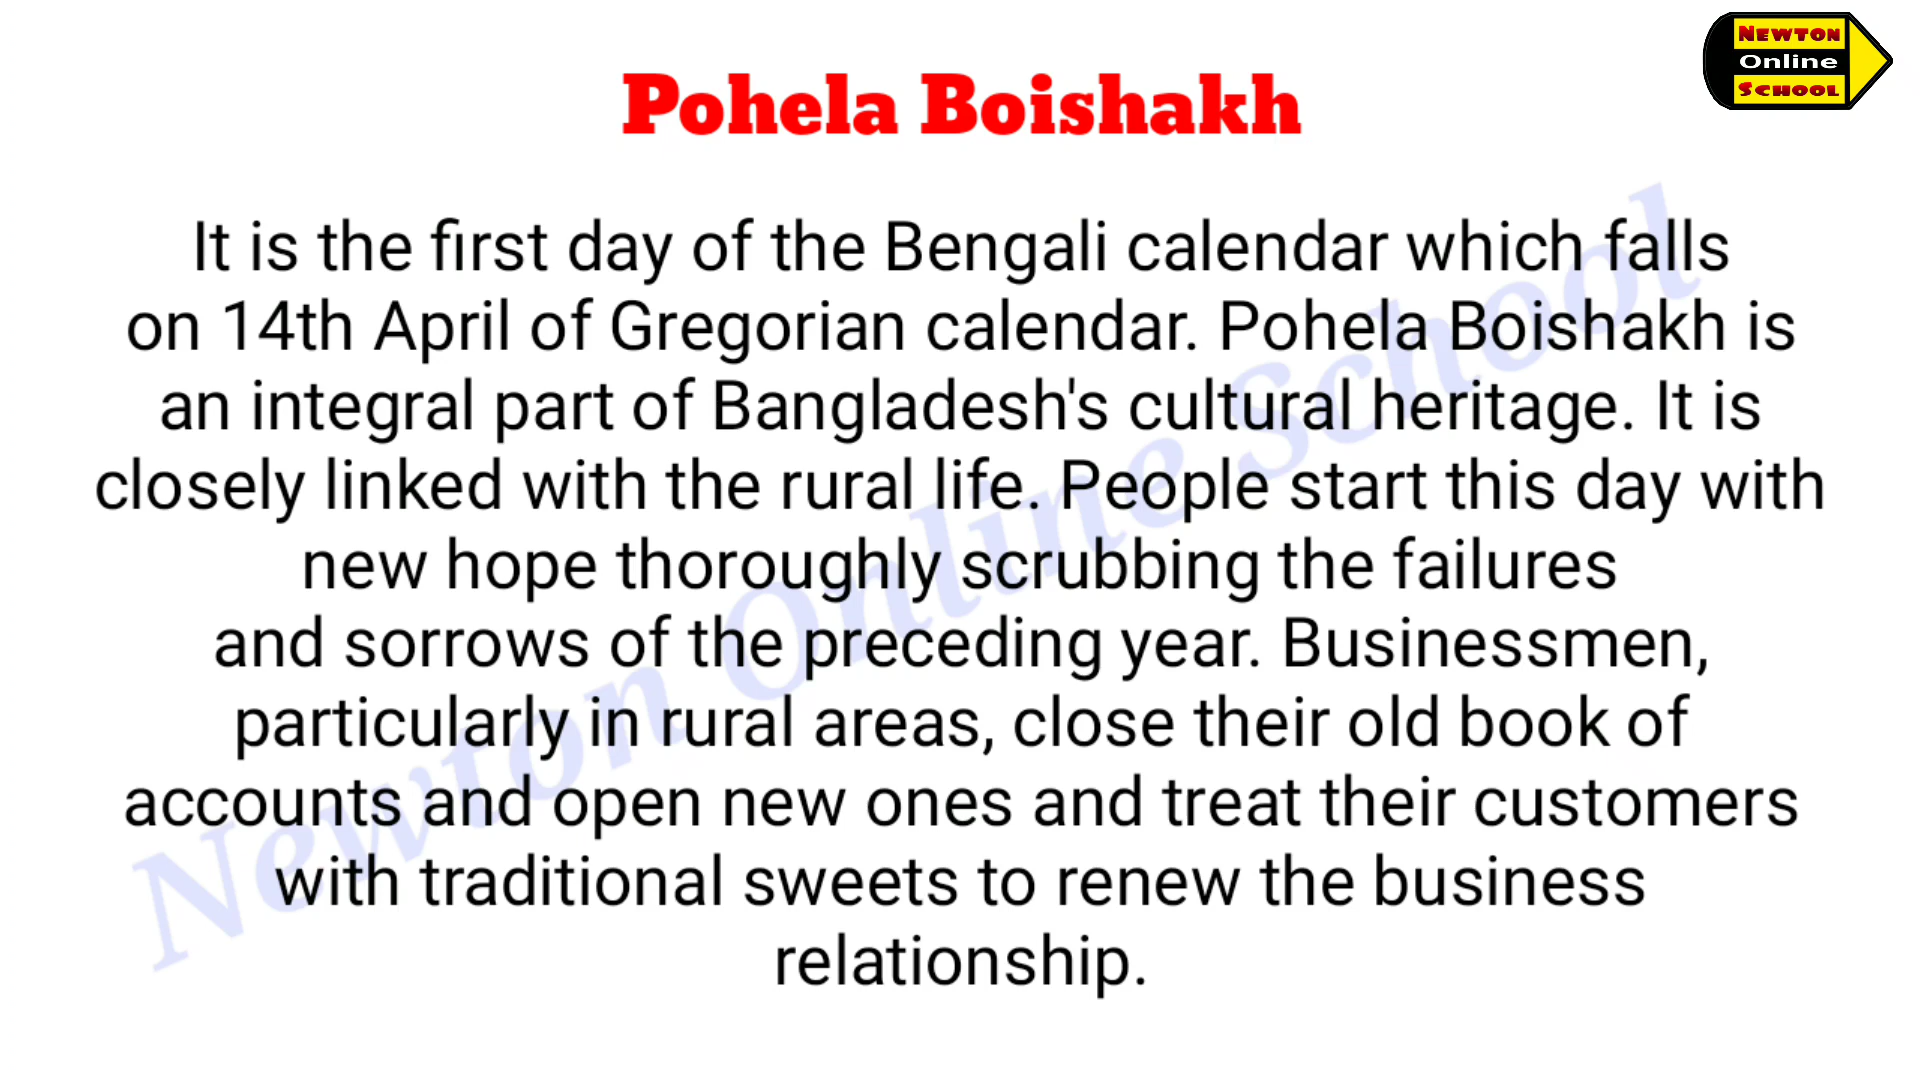 NEWTON
Online
SCHOOL
Pohela Boishakh
It is the first day of the Bengali calendar which falls
on 14th April of Gregorian calendar. Pohela Boishakh is
an integral part of Bangladesh's cultural heritage. It is
closely linked with the rural life. People start this day with
new hope thoroughly scrubbing the failures
and sorrows of the preceding year. Businessmen,
particularly in rural areas, close their old book of
accounts and open new ones and treat their customers
with traditional sweets to renew the business
relationship.
Newton Online School